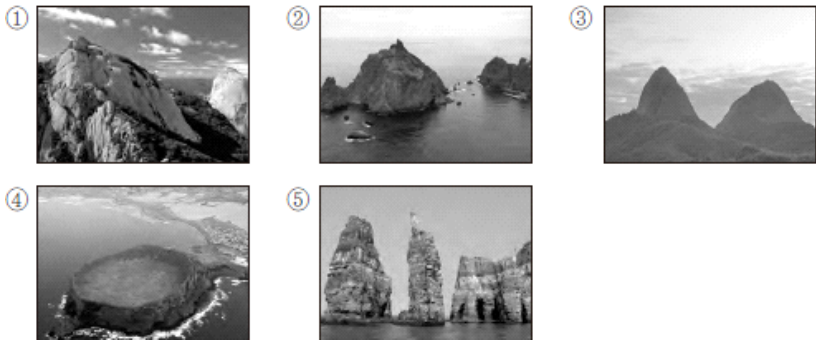 ① ② ③
④ ⑤